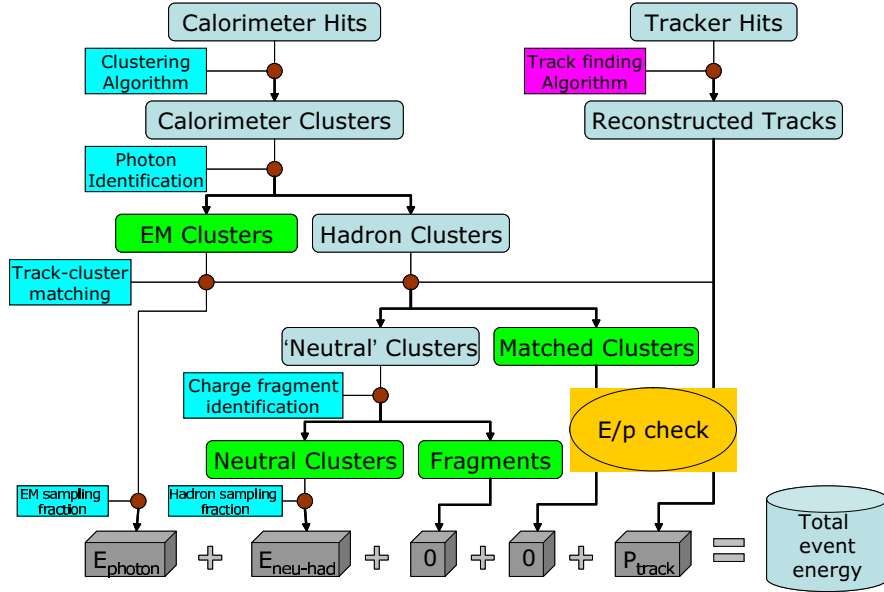 Calorimeter Hits
Tracker Hits
Clustering
Algorithm
Track finding
Algorithm
Calorimeter Clusters
Reconstructed Tracks
Photon
Identification
EM Clusters
Hadron Clusters
Track-cluster
matching
‘Neutral’ Clusters
Matched Clusters
Charge fragment
identification
E/p check
Neutral Clusters
Fragments
EM sampling
fraction
Hadron sampling
fraction
Ephoton + Eneu-had + 0 + 0 + Ptrack =
Total
event
energy